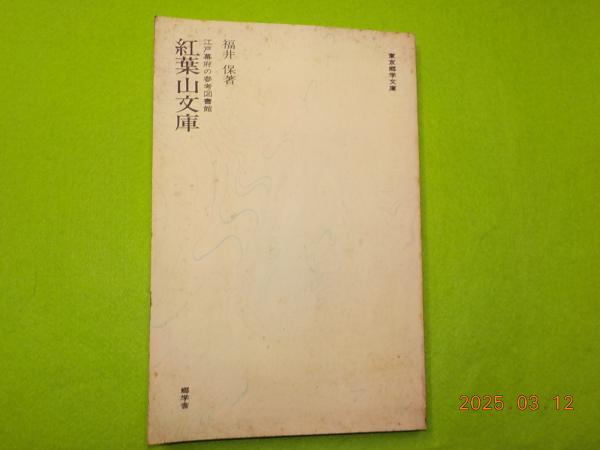 東京郷学文庫
福井 保著
江戸幕府の参考図書館
紅葉山文庫
郷学舎
2025.03.12